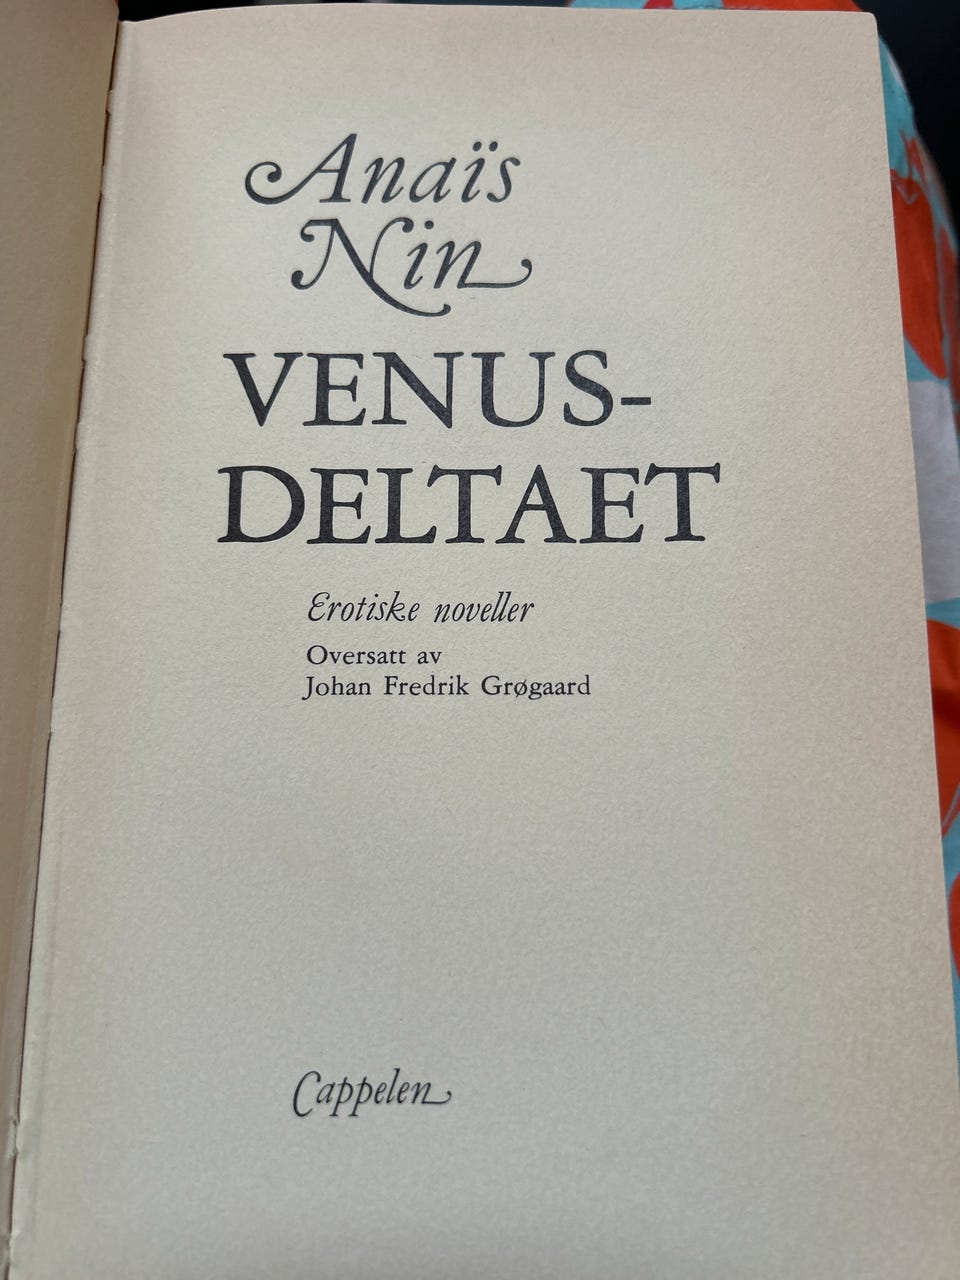 Anaïs
Nin
VENUS-
DELTAET
Erotiske noveller
Oversatt av
Johan Fredrik Grøgaard
Cappelen